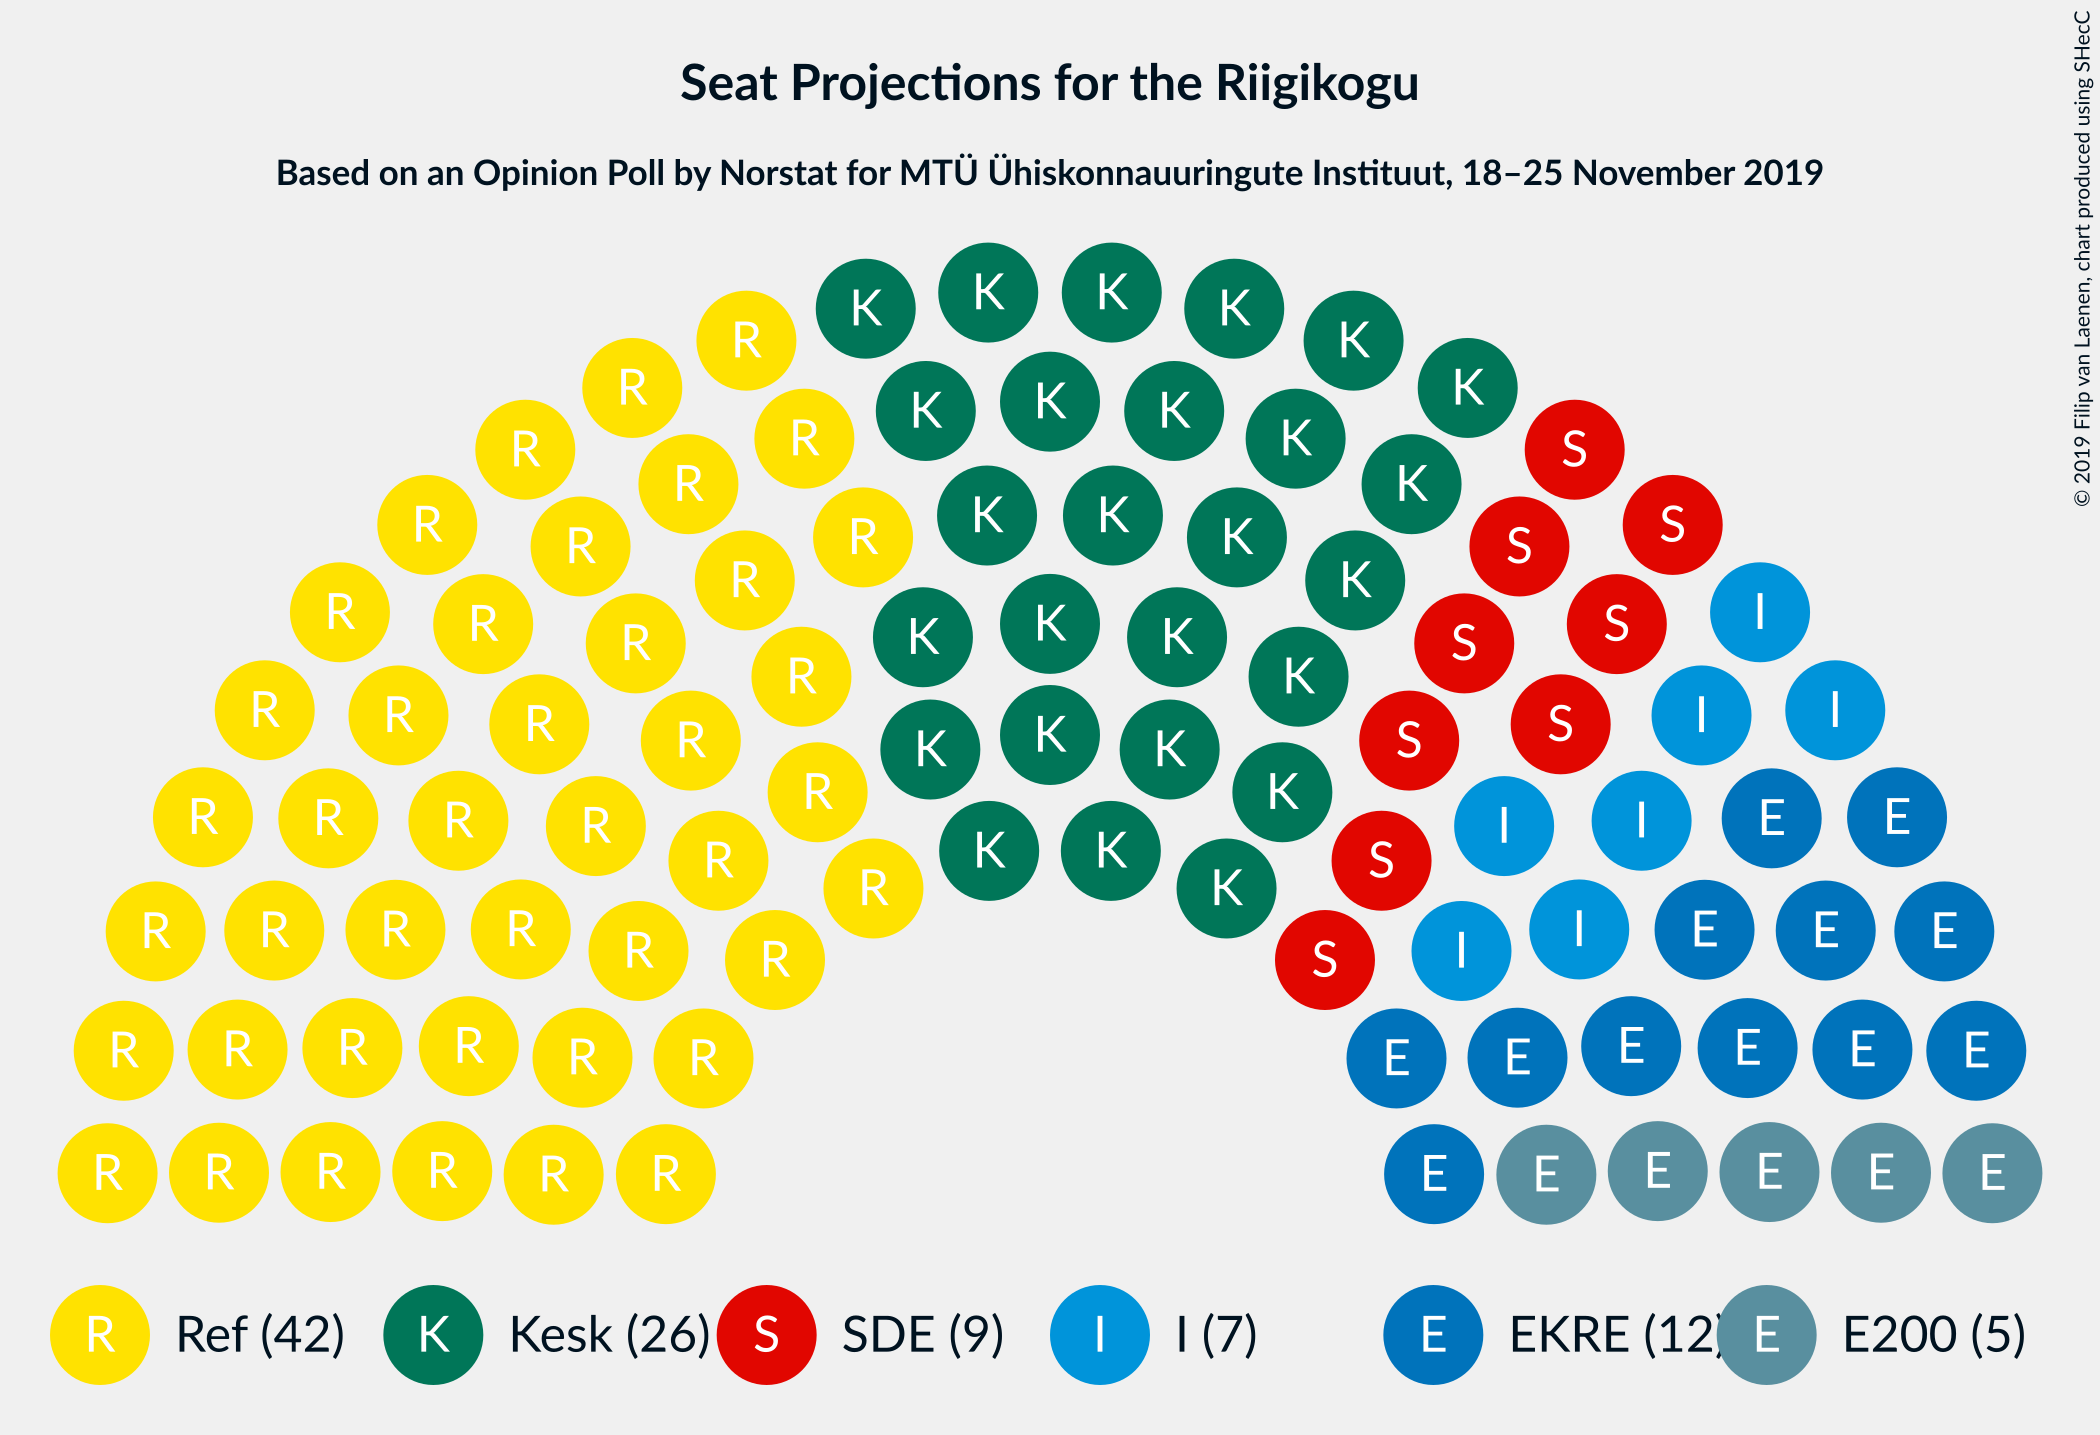 Seat Projections for the Riigikogu
Based on an Opinion Poll by Norstat for MTÜ Ühiskonnauuringute Instituut, 18–25 November 2019
© 2019 Filip van Laenen, chart produced using SHecC
K K K K
R K
R K
K K K
R K
R S
R K
R S
K K
R K
R S
R K
R I
K
R K K
R S
R S
R K
R I I
R S
K
R K K
R S
R K
R R R R I I E E
K K
R S
R K
R R R R I E E E
R I
R S
R R R R E E E E
R E
R E
R R R R R R E E E E E E
R Ref (42) K Kesk (26) S SDE (9) I I (7) E EKRE (12) E E200 (5)